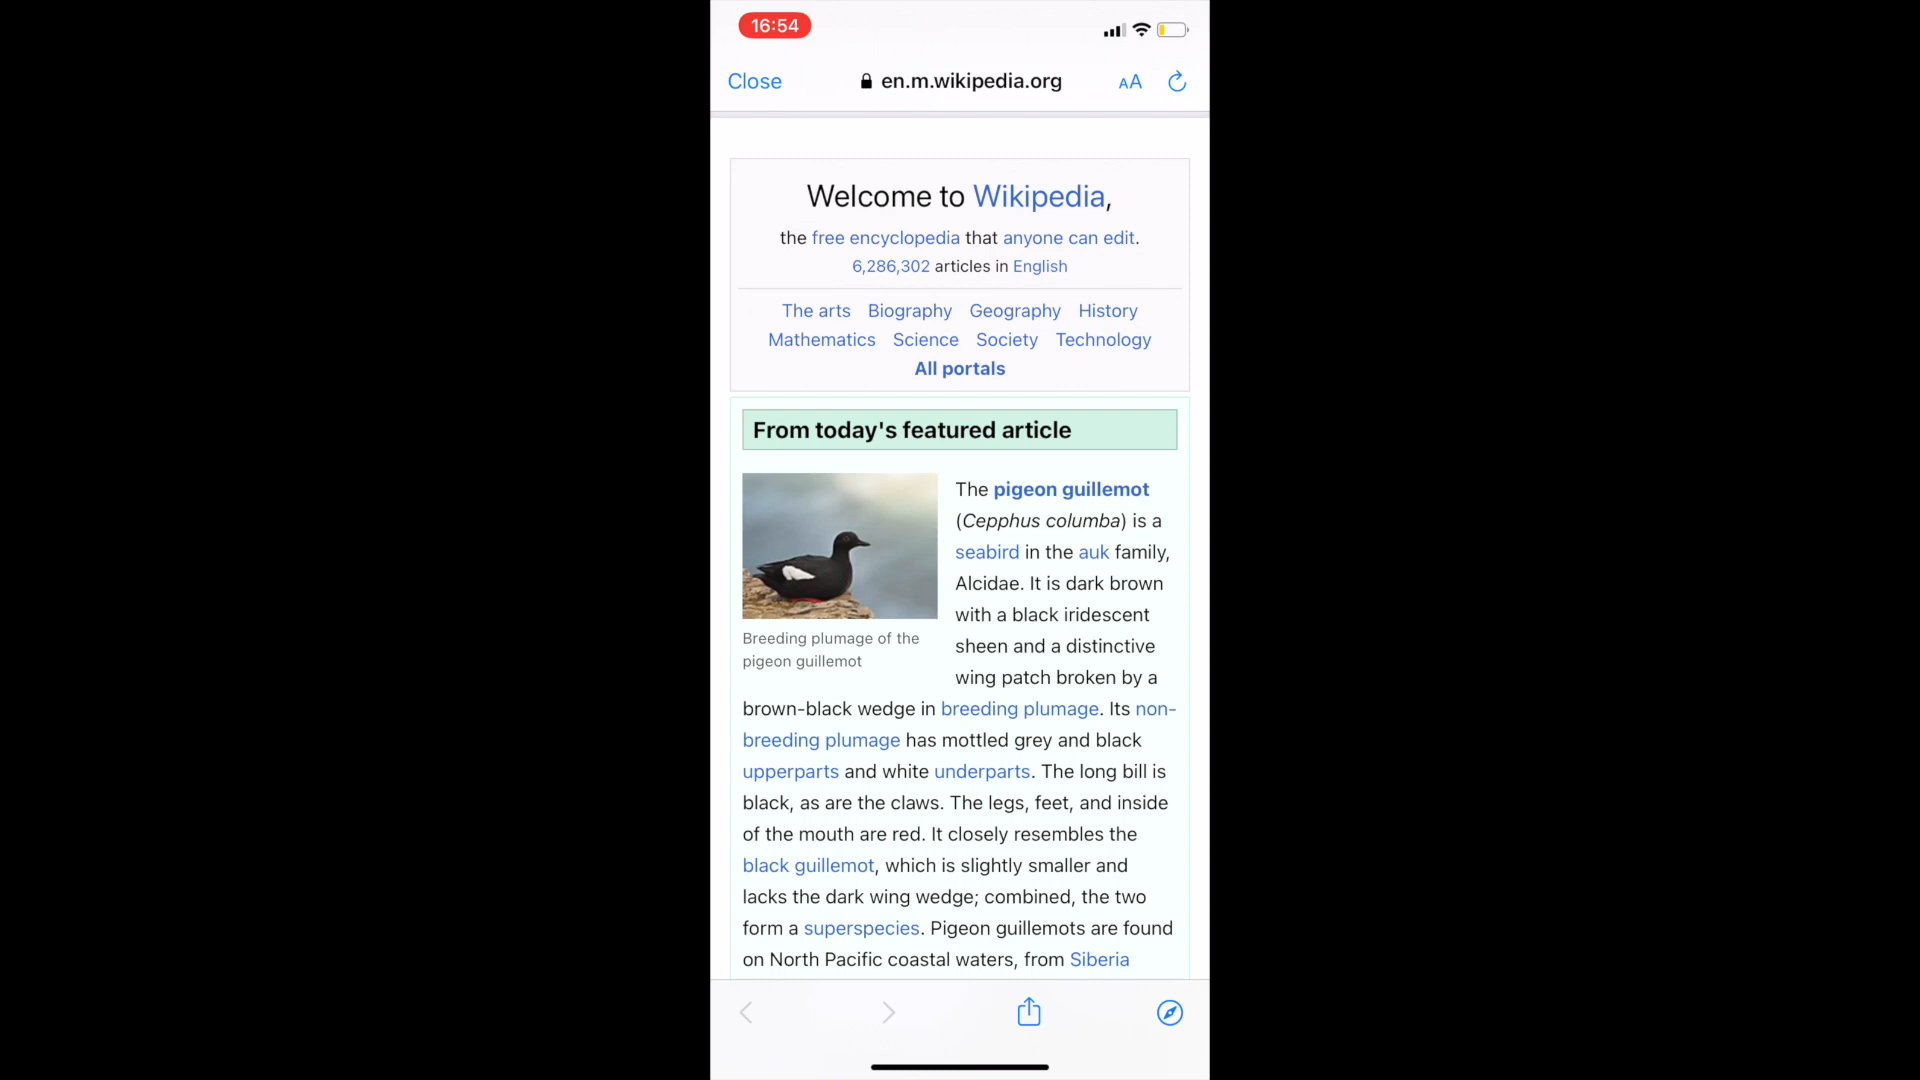 16:54
Close en.m.wikipedia.org AA
Welcome to Wikipedia,
the free encyclopedia that anyone can edit.
6,286,302 articles in English
The arts Biography Geography History
Mathematics Science Society Technology
All portals
From today's featured article
The pigeon guillemot
(Cepphus columba) is a
seabird in the auk family,
Alcidae. It is dark brown
with a black iridescent
sheen and a distinctive
wing patch broken by a
Breeding plumage of the
pigeon guillemot
brown-black wedge in breeding plumage. Its non-
breeding plumage has mottled grey and black
upperparts and white underparts. The long bill is
black, as are the claws. The legs, feet, and inside
of the mouth are red. It closely resembles the
black guillemot, which is slightly smaller and
lacks the dark wing wedge; combined, the two
form a superspecies. Pigeon guillemots are found
on North Pacific coastal waters, from Siberia